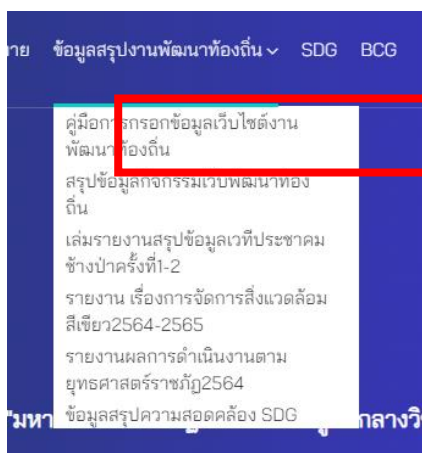 าย ข้อมูลสรุปงานพัฒนาท้องถิ่น SDG BCG
คู่มือการกรอกข้อมูลเว็บไซต์งาน
พัฒนาท้องถิ่น
สรุปข้อมูลกิจกรรมเว็บพัฒนาท้อง
ถิ่น
เล่มรายงานสรุปข้อมูลเวทีประชาคม
ช้างป่าครั้งที่1-2
รายงาน เรื่องการจัดการสิ่งแวดล้อม
สีเขียว2564-2565
รายงานผลการดำเนินงานตาม
ยุทธศาสตร์ราชภัฏ2564
"มหา ข้อมูลสรุปความสอดคล้อง SDG กลางวิ